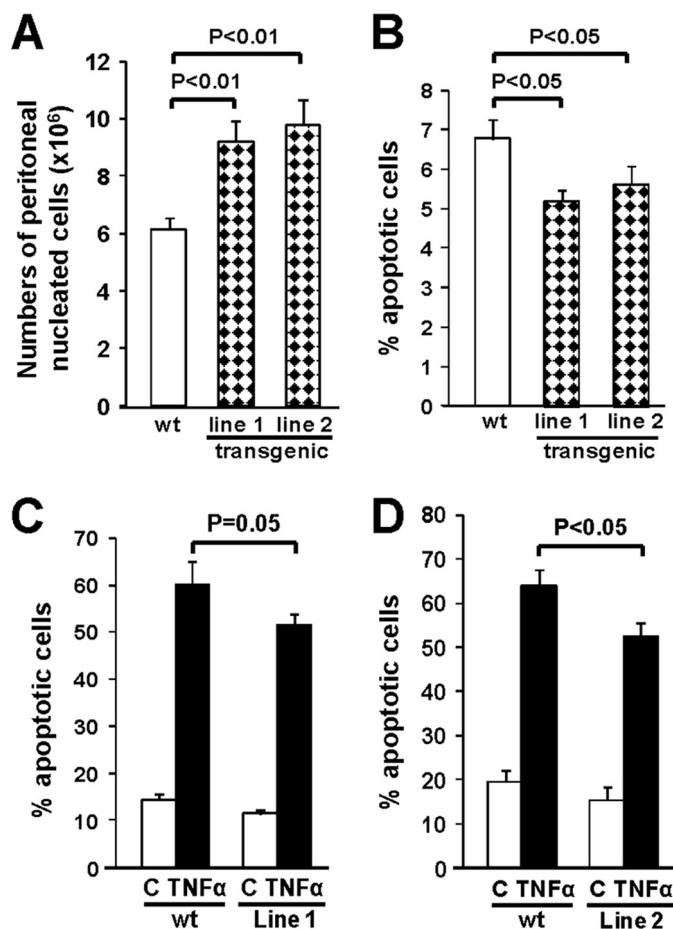 A
P<0.01
P<0.01
Numbers of peritoneal
nucleated cells (x10⁶)
12
10
8
6
4
2
0
wt
line 1
line 2
transgenic
B
P<0.05
P<0.05
% apoptotic cells
8
7
6
5
4
3
2
1
0
wt
line 1
line 2
transgenic
C
P=0.05
% apoptotic cells
70
60
50
40
30
20
10
0
C TNFα C TNFα
wt Line 1
D
P<0.05
% apoptotic cells
80
70
60
50
40
30
20
10
0
C TNFα C TNFα
wt Line 2